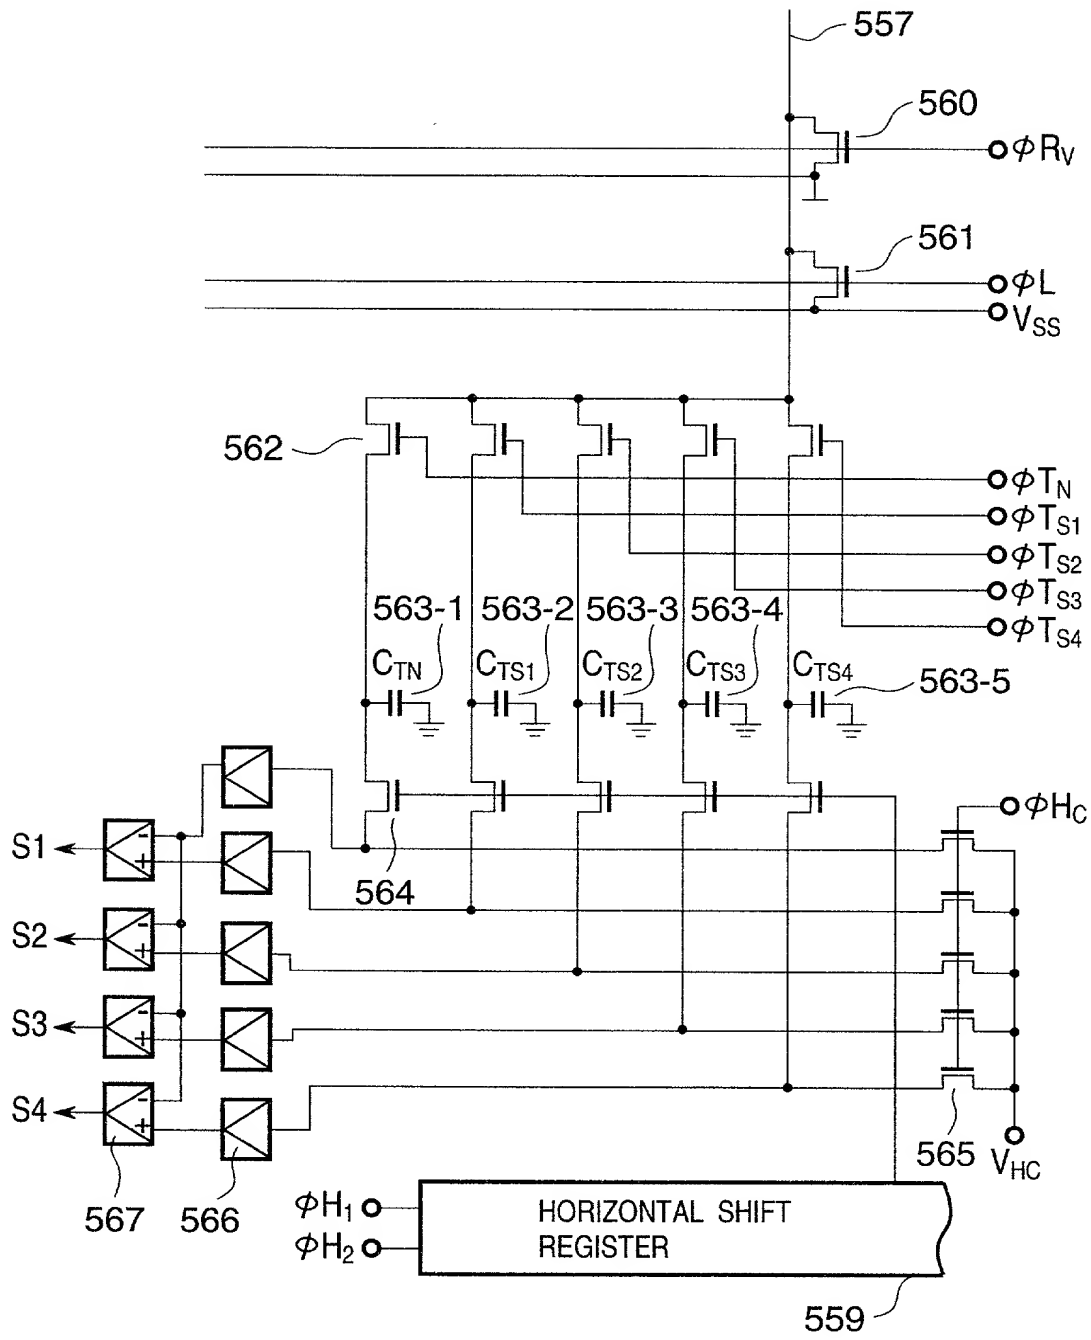 557
560
φRV
561
φL
VSS
562
φTN
φTS1
φTS2
φTS3
φTS4
563-1 563-2 563-3 563-4
CTN CTS1 CTS2 CTS3 CTS4
563-5
φHC
S1
-
+
564
S2
-
+
S3
-
+
S4
-
+
565
VHC
567 566
φH1
φH2
HORIZONTAL SHIFT
REGISTER
559